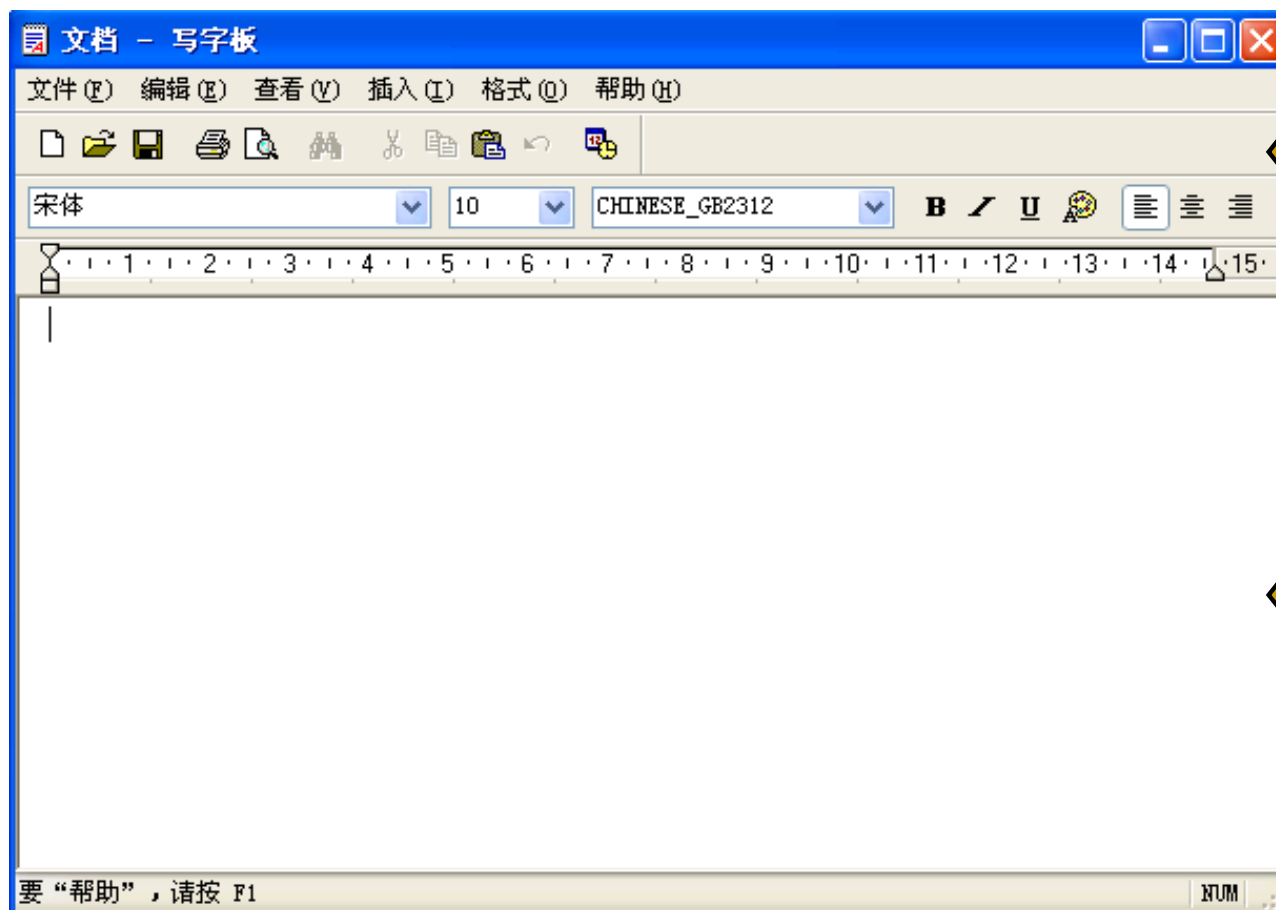 文档 - 写字板
文件(F) 编辑(E) 查看(V) 插入(I) 格式(O) 帮助(H)
宋体 10 CHINESE_GB2312 B I U
1 2 3 4 5 6 7 8 9 10 11 12 13 14 15
要“帮助”，请按 F1 NUM